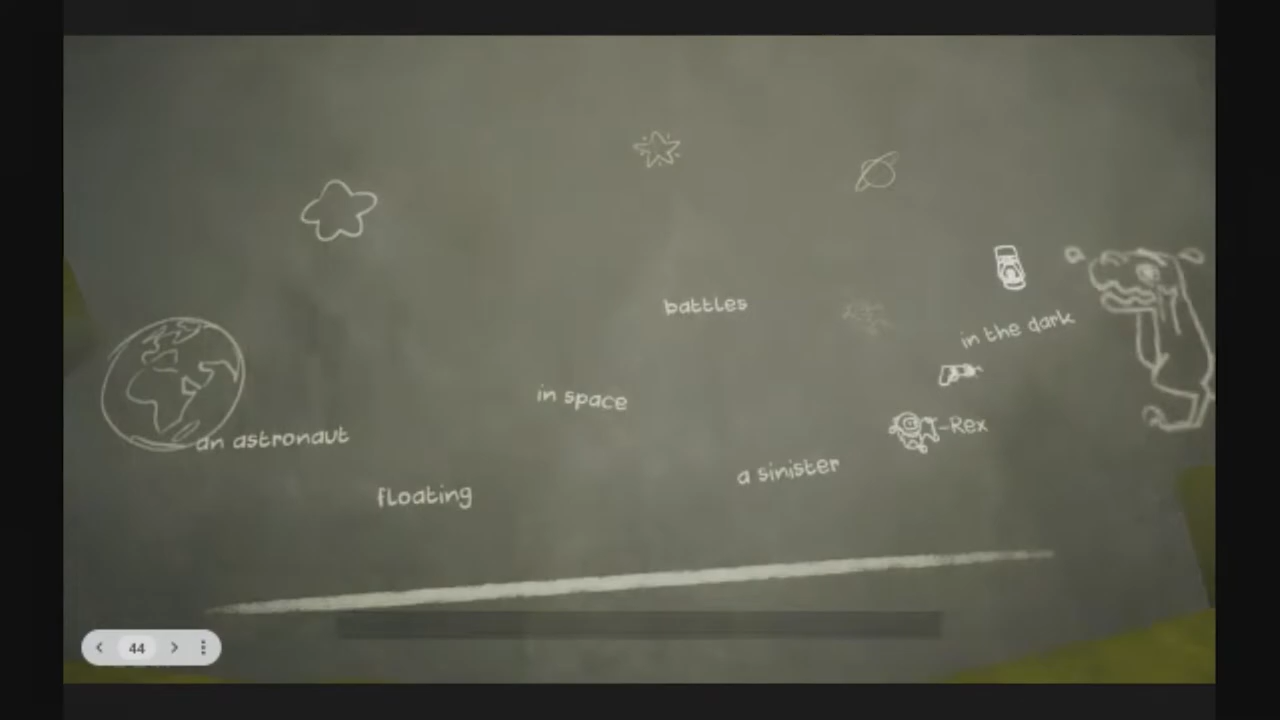 an astronaut
floating
in space
battles
a sinister
T-Rex
in the dark
44